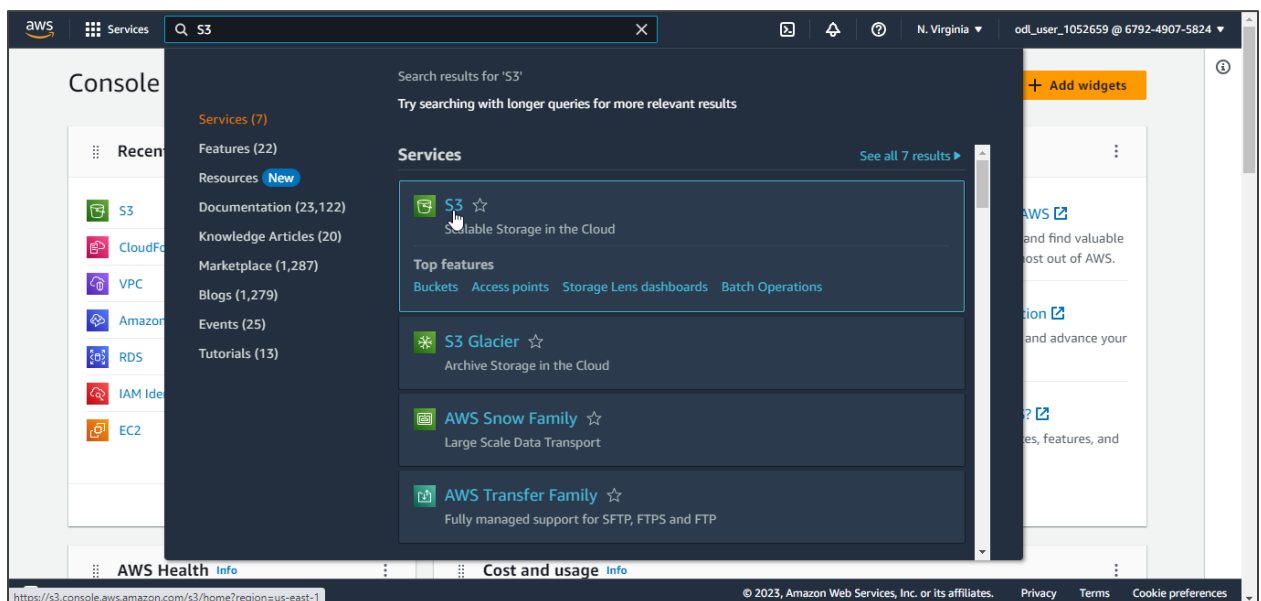 aws
Services
S3
N. Virginia
odl_user_1052659 @ 6792-4907-5824
Console
Add widgets
Search results for 'S3'
Try searching with longer queries for more relevant results
Services (7)
Features (22)
Resources New
Documentation (23,122)
Knowledge Articles (20)
Marketplace (1,287)
Blogs (1,279)
Events (25)
Tutorials (13)
Services
See all 7 results
S3
Scalable Storage in the Cloud
Top features
Buckets Access points Storage Lens dashboards Batch Operations
S3 Glacier
Archive Storage in the Cloud
AWS Snow Family
Large Scale Data Transport
AWS Transfer Family
Fully managed support for SFTP, FTPS and FTP
Recen
S3
CloudFo
VPC
Amazon
RDS
IAM Ide
EC2
AWS
and find valuable
ost out of AWS.
tion
and advance your
s?
es, features, and
AWS Health Info
Cost and usage Info
https://s3.console.aws.amazon.com/s3/home?region=us-east-1
© 2023, Amazon Web Services, Inc. or its affiliates.
Privacy Terms Cookie preferences